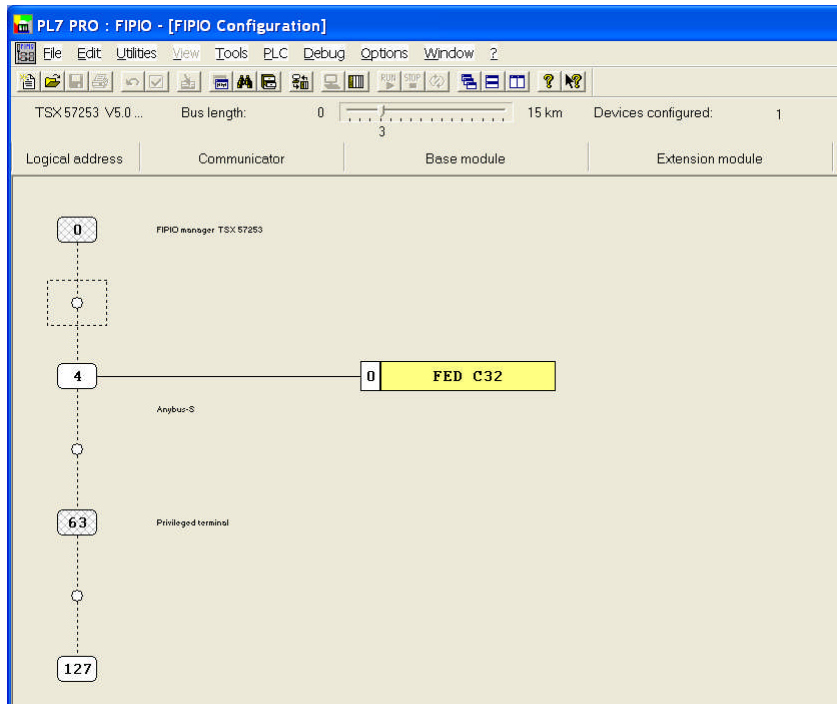 PL7 PRO : FIPIO - [FIPIO Configuration]
File Edit Utilities View Tools PLC Debug Options Window ?
RUN STOP
TSX 57253 V5.0 ... Bus length: 0 15 km Devices configured: 1
3
Logical address Communicator Base module Extension module
0 FIPIO manager TSX 57253
4 0 FED C32
Anybus-S
63 Privileged terminal
127